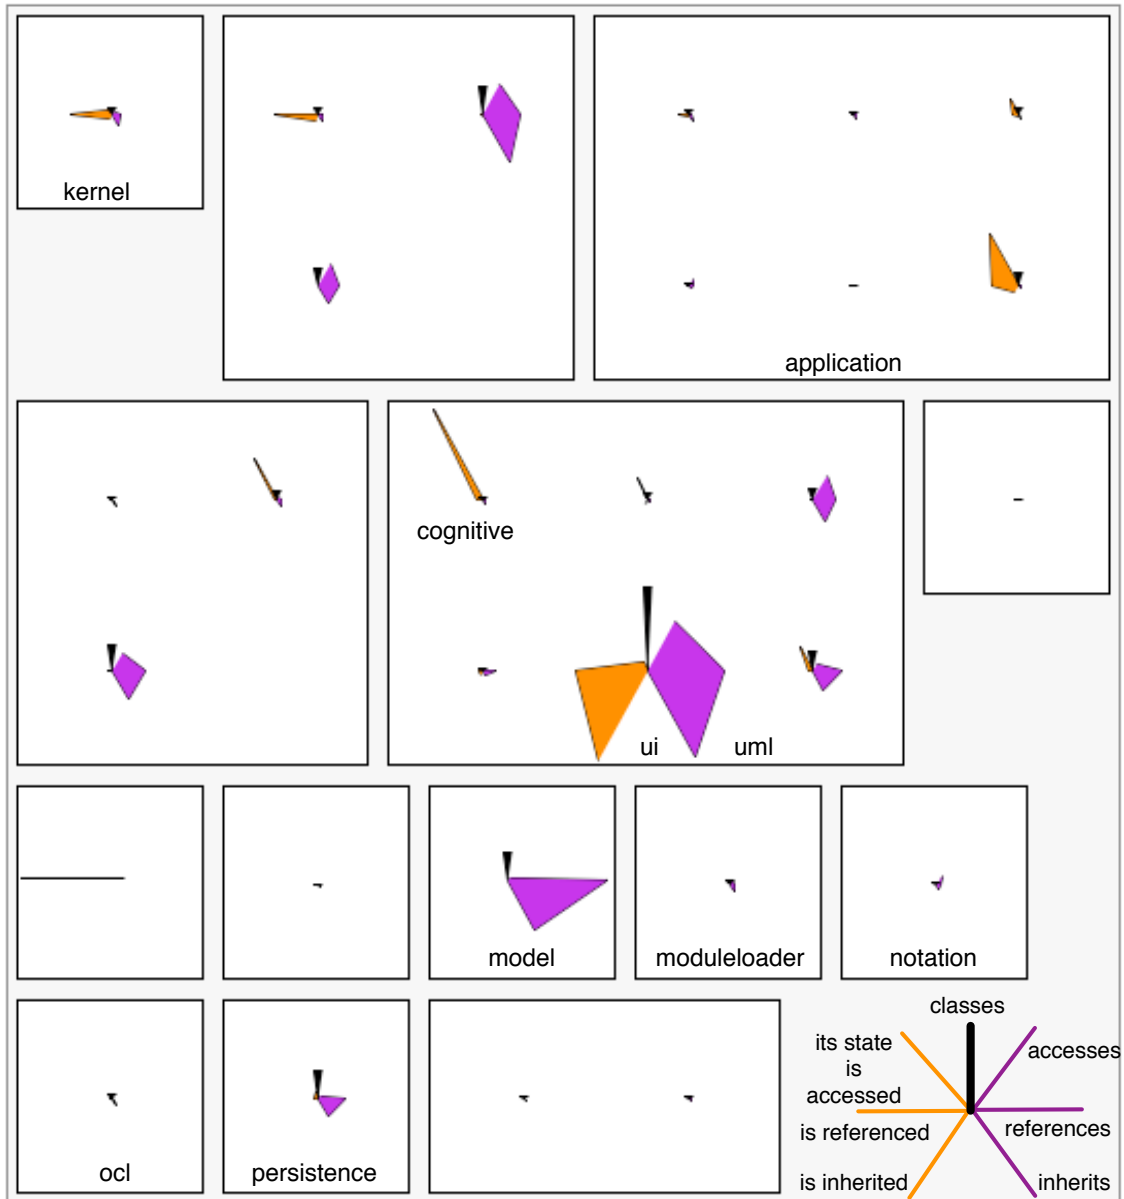 kernel
application
cognitive
ui
uml
model
moduleloader
notation
ocl
persistence
classes
its state
is
accessed
accesses
is referenced
references
is inherited
inherits